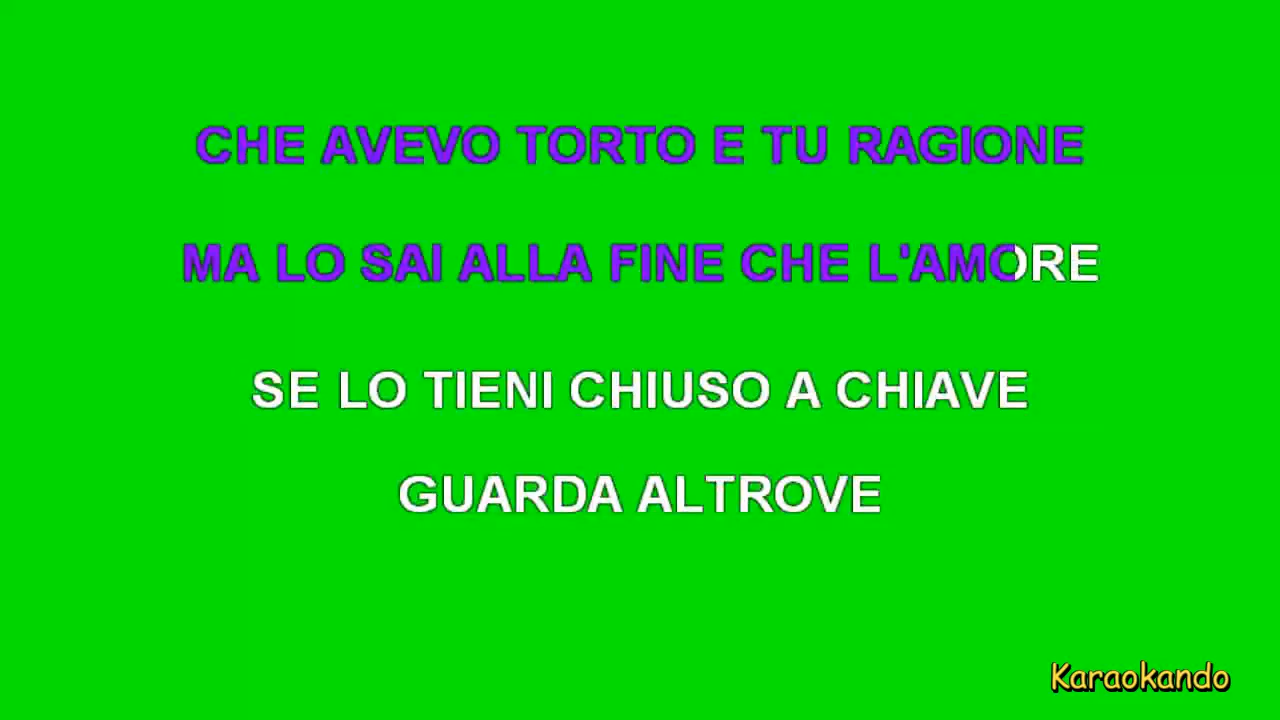 CHE AVEVO TORTO E TU RAGIONE
MA LO SAI ALLA FINE CHE L'AMORE
SE LO TIENI CHIUSO A CHIAVE
GUARDA ALTROVE
Karaokando